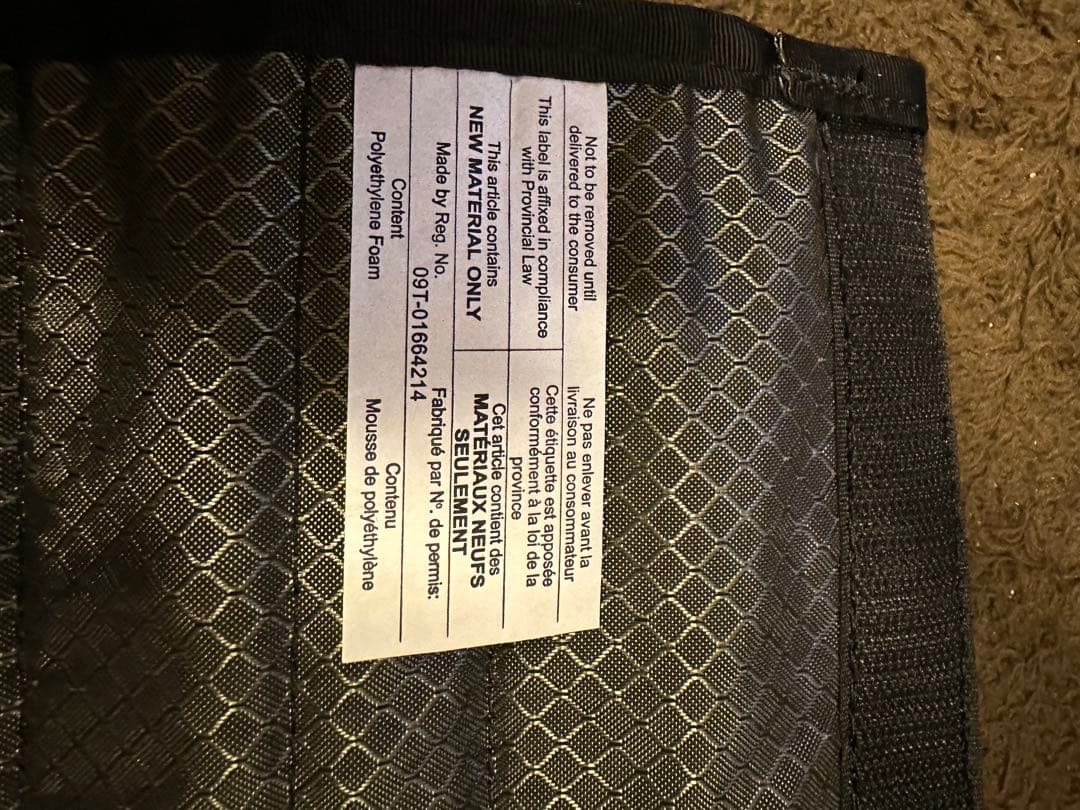 Not to be removed until
delivered to the consumer
Ne pas enlever avant la
livraison au consommateur
This label is affixed in compliance
with Provincial Law
Cette étiquette est apposée
conformément à la loi de la
province
This article contains
NEW MATERIAL ONLY
Cet article contient des
MATÉRIAUX NEUFS
SEULEMENT
Made by Reg. No.
Fabriqué par Nº. de permis:
09T-01664214
Content
Contenu
Polyethylene Foam
Mousse de polyéthylène